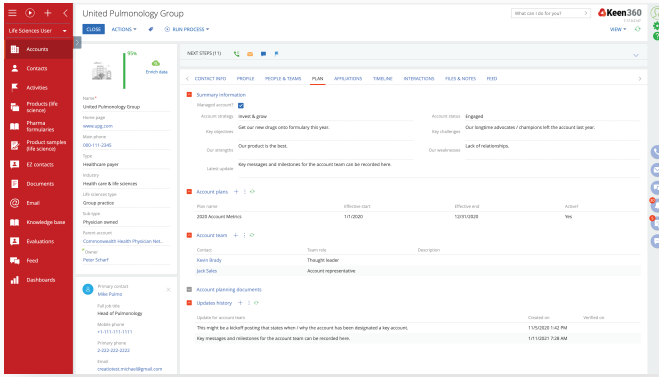 United Pulmonology Group
What can I do for you?
Keen360
CLOSE ACTIONS RUN PROCESS VIEW
Life Sciences User
Accounts
Contacts
Activities
Products (life science)
Pharma formularies
Product samples (life science)
EZ contacts
Documents
Email
Knowledge base
Evaluations
Feed
Dashboards
95%
Enrich data
Name*
United Pulmonology Group
Home page
www.upg.com
Main phone
000-111-2345
Type
Healthcare payer
Industry
Health care & life sciences
Life sciences type
Group practice
Sub type
Physician owned
Parent account
Commonwealth Health Physician Net..
*Owner
Peter Scharf
Primary contact
Mike Pulmo
Full job title
Head of Pulmonology
Mobile phone
+1-111-111-1111
Primary phone
2-222-222-2222
Email
creatiotest.michael@gmail.com
NEXT STEPS (11)
CONTACT INFO PROFILE PEOPLE & TEAMS PLAN AFFILIATIONS TIMELINE INTERACTIONS FILES & NOTES FEED
Summary information
Managed account?
Account strategy Invest & grow Account status Engaged
Key objectives Get our new drugs onto formulary this year. Key challenges Our longtime advocates / champions left the account last year.
Our strengths Our product is the best. Our weaknesses Lack of relationships.
Latest update Key messages and milestones for the account team can be recorded here.
Account plans
Plan name Effective start Effective end Active?
2020 Account Metrics 1/1/2020 12/31/2020 Yes
Account team
Contact Team role Description
Kevin Brady Thought leader
Jack Sales Account representative
Account planning documents
Updates history
Update for account team Created on Verified on
This might be a kickoff posting that states when / why the account has been designated a key account. 11/5/2020 1:42 PM
Key messages and milestones for the account team can be recorded here. 1/11/2021 7:28 AM